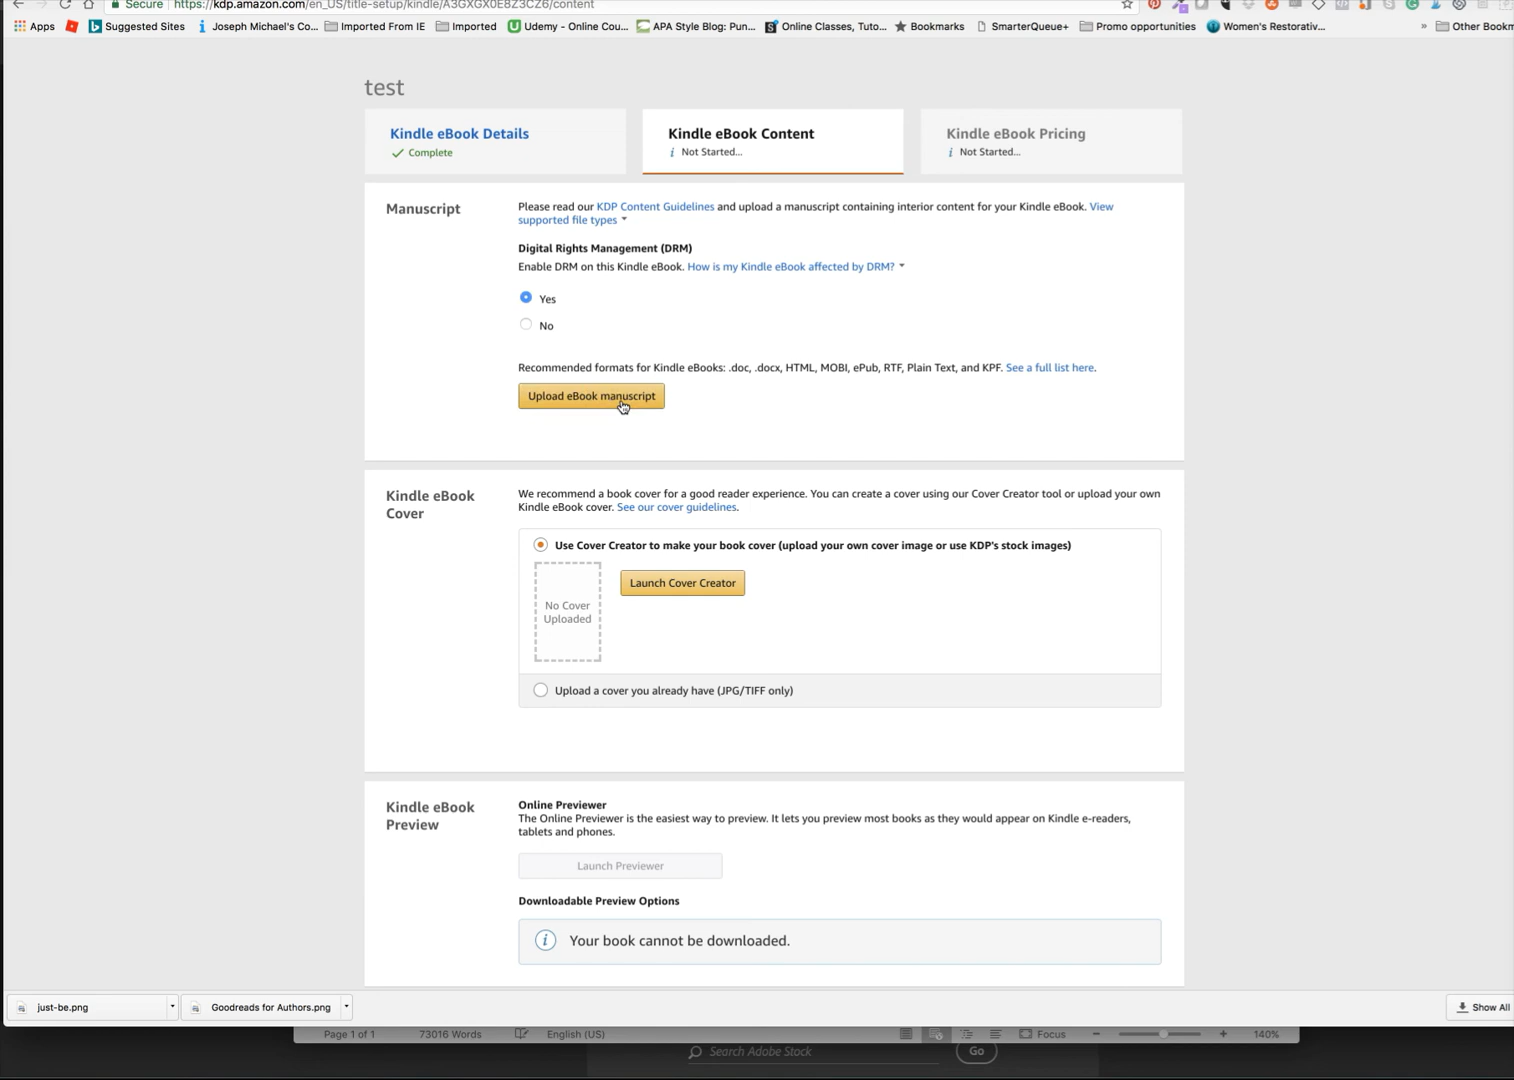 Secure https://kdp.amazon.com/en_US/title-setup/kindle/A3GXGX0E8Z3CZ6/content
Apps Suggested Sites Joseph Michael's Co... Imported From IE Imported Udemy - Online Cou... APA Style Blog: Pun... Online Classes, Tuto... Bookmarks SmarterQueue+ Promo opportunities Women's Restorativ... » Other Bookm
test
Kindle eBook Details
Complete
Kindle eBook Content
Not Started...
Kindle eBook Pricing
Not Started...
Manuscript
Please read our KDP Content Guidelines and upload a manuscript containing interior content for your Kindle eBook. View
supported file types
Digital Rights Management (DRM)
Enable DRM on this Kindle eBook. How is my Kindle eBook affected by DRM?
Yes
No
Recommended formats for Kindle eBooks: .doc, .docx, HTML, MOBI, ePub, RTF, Plain Text, and KPF. See a full list here.
Upload eBook manuscript
Kindle eBook
Cover
We recommend a book cover for a good reader experience. You can create a cover using our Cover Creator tool or upload your own
Kindle eBook cover. See our cover guidelines.
Use Cover Creator to make your book cover (upload your own cover image or use KDP's stock images)
Launch Cover Creator
No Cover
Uploaded
Upload a cover you already have (JPG/TIFF only)
Kindle eBook
Preview
Online Previewer
The Online Previewer is the easiest way to preview. It lets you preview most books as they would appear on Kindle e-readers,
tablets and phones.
Launch Previewer
Downloadable Preview Options
Your book cannot be downloaded.
just-be.png Goodreads for Authors.png Show All
Page 1 of 1 73016 Words English (US) Focus 140%
Search Adobe Stock Go